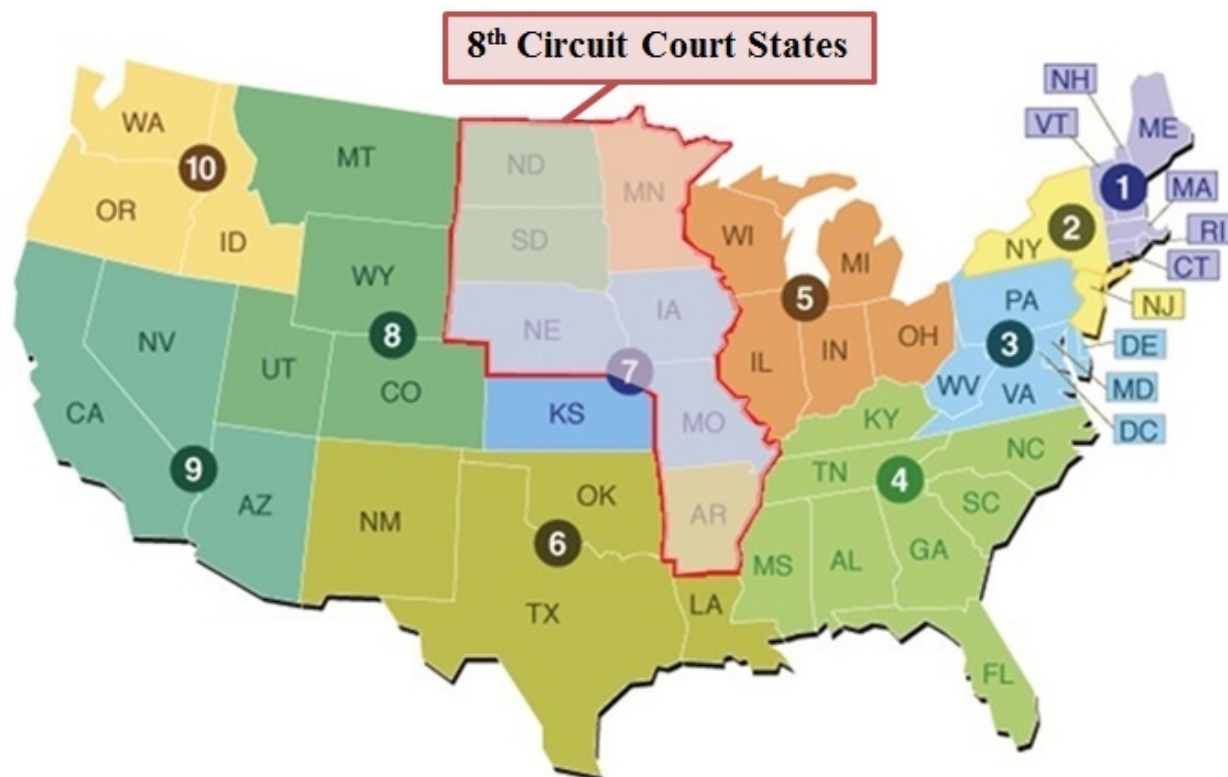 8th Circuit Court States
NH
VT
ME
WA
MT
ND
MN
10
1
MA
OR
ID
SD
WI
MI
2
NY
RI
CT
WY
5
PA
NJ
NV
8
NE
IA
IL
IN
OH
3
DE
UT
CO
7
WV
VA
MD
CA
KS
MO
KY
DC
9
AZ
NM
OK
6
AR
TN
4
NC
SC
MS
AL
GA
TX
LA
FL